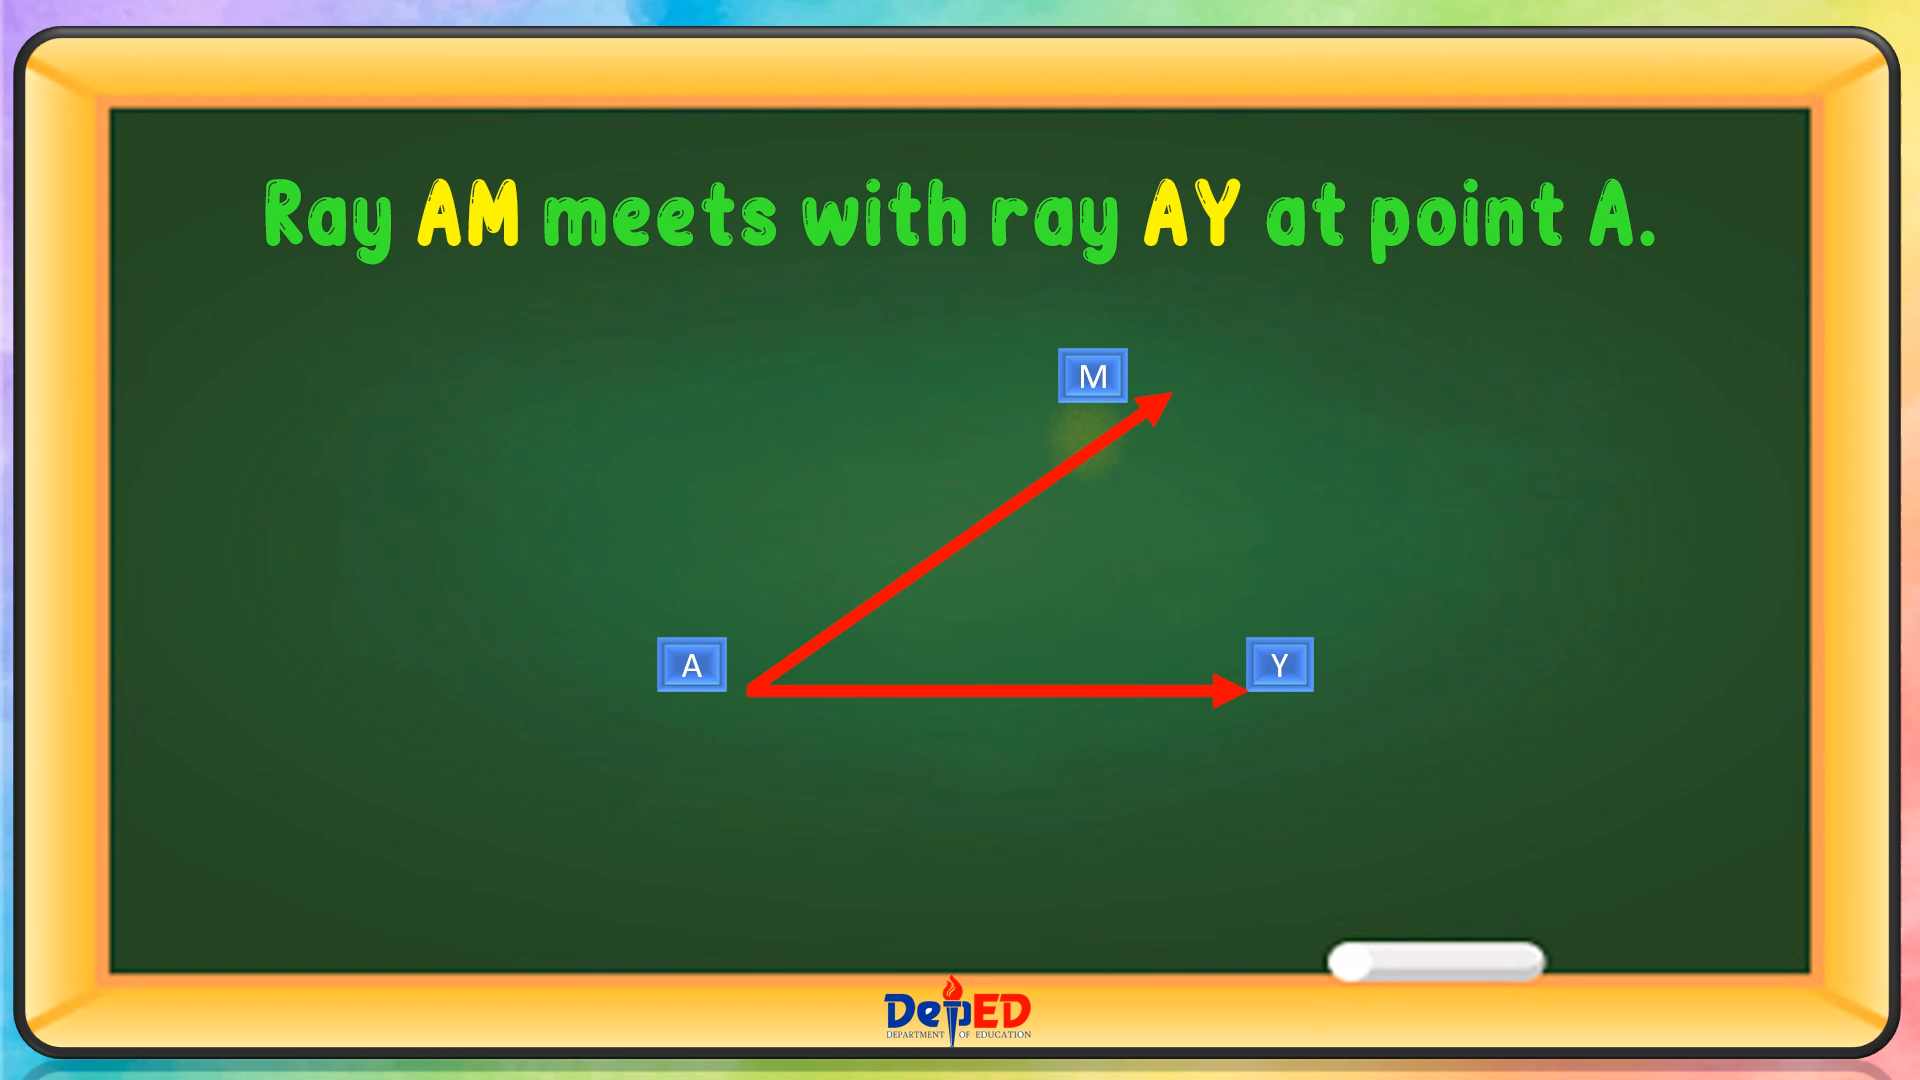 Ray AM meets with ray AY at point A.
M
A
Y
DepED
DEPARTMENT OF EDUCATION